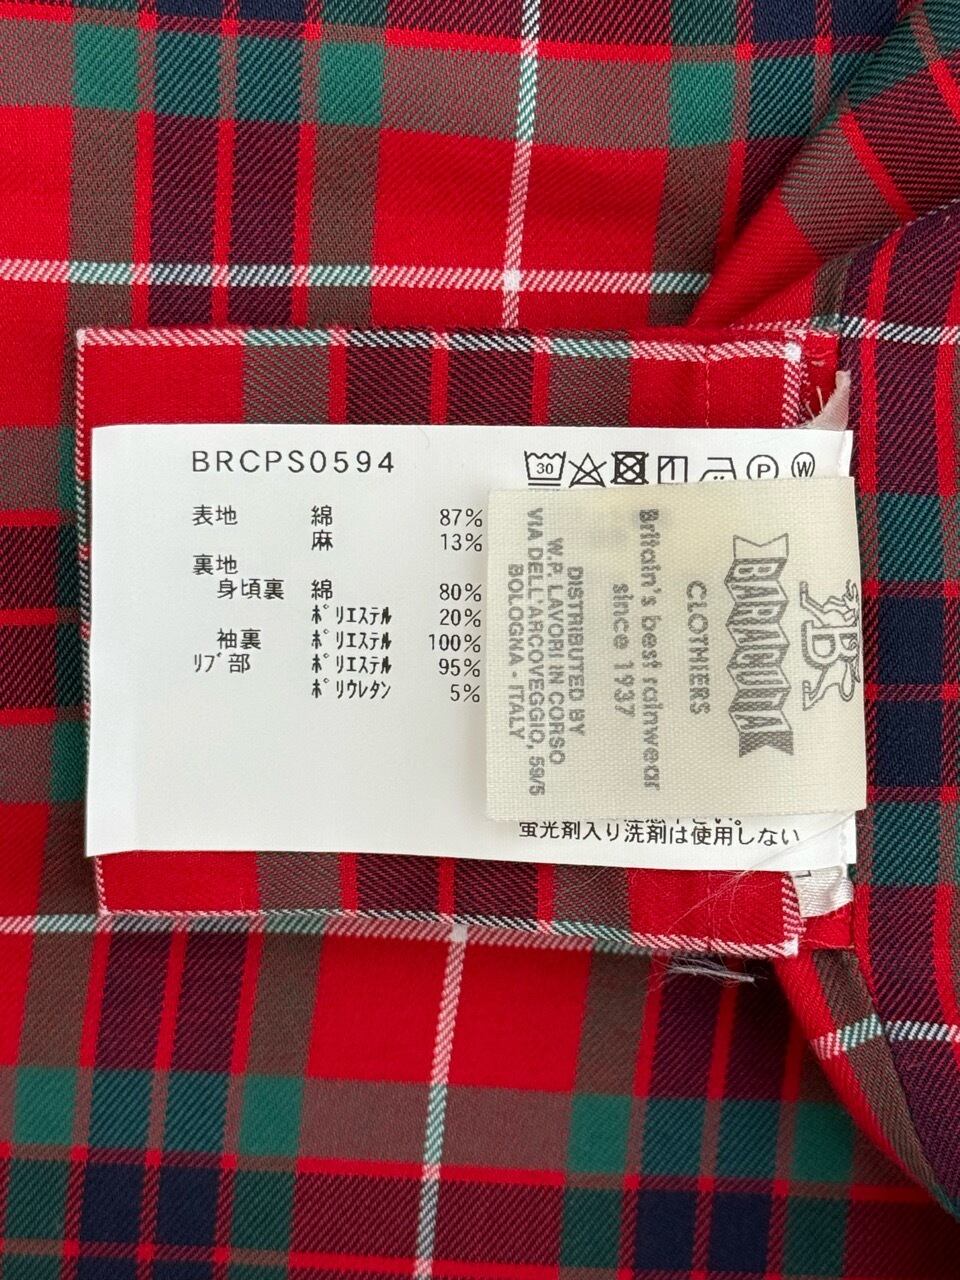 BRCPS0594
30
P
W
表地 綿 87%
麻 13%
裏地
身頃裏 綿 80%
ﾎﾟﾘｴｽﾃﾙ 20%
袖裏 ﾎﾟﾘｴｽﾃﾙ 100%
ﾘﾌﾞ部 ﾎﾟﾘｴｽﾃﾙ 95%
ﾎﾟﾘｳﾚﾀﾝ 5%
BARACUTA
CLOTHIERS
Britain's best rainwear
since 1937
DISTRIBUTED BY
W.P. LAVORI IN CORSO
VIA DELL'ARCOVEGGIO, 59/5
BOLOGNA - ITALY
蛍光剤入り洗剤は使用しない